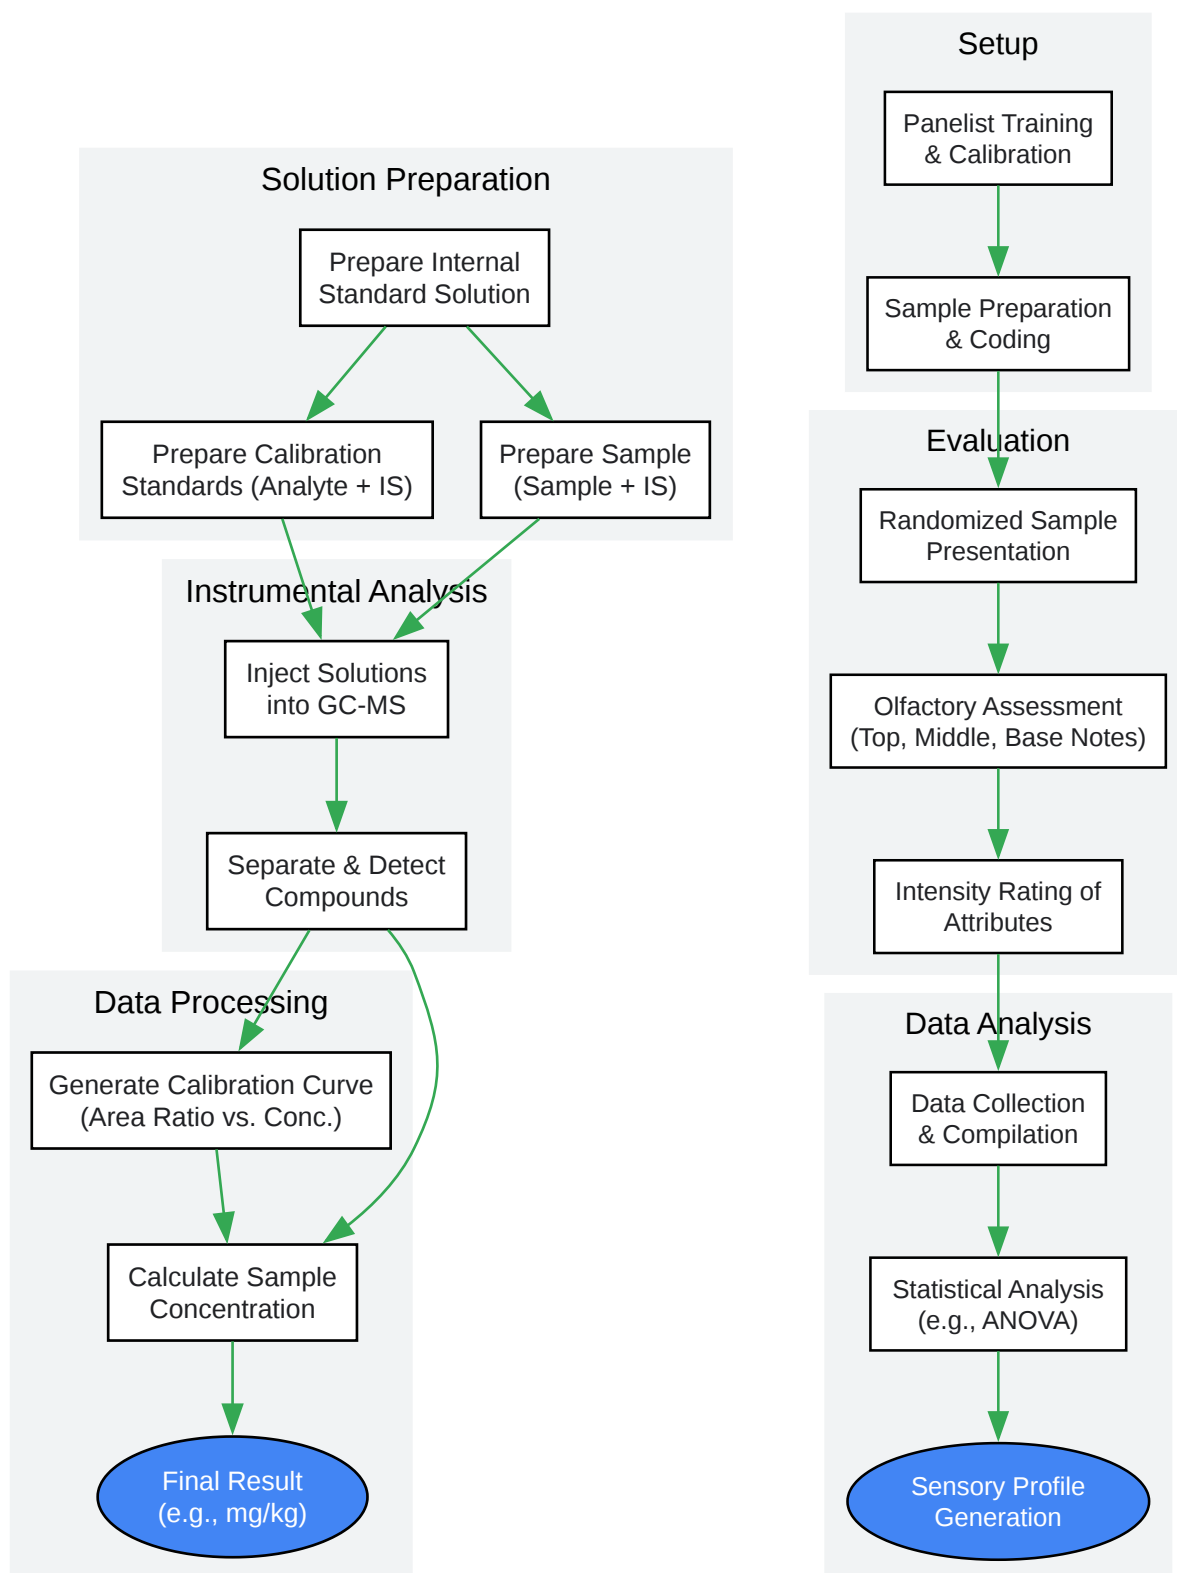 Solution Preparation
Prepare Internal
Standard Solution
Prepare Calibration
Standards (Analyte + IS)
Prepare Sample
(Sample + IS)
Instrumental Analysis
Inject Solutions
into GC-MS
Separate & Detect
Compounds
Data Processing
Generate Calibration Curve
(Area Ratio vs. Conc.)
Calculate Sample
Concentration
Final Result
(e.g., mg/kg)
Setup
Panelist Training
& Calibration
Sample Preparation
& Coding
Evaluation
Randomized Sample
Presentation
Olfactory Assessment
(Top, Middle, Base Notes)
Intensity Rating of
Attributes
Data Analysis
Data Collection
& Compilation
Statistical Analysis
(e.g., ANOVA)
Sensory Profile
Generation